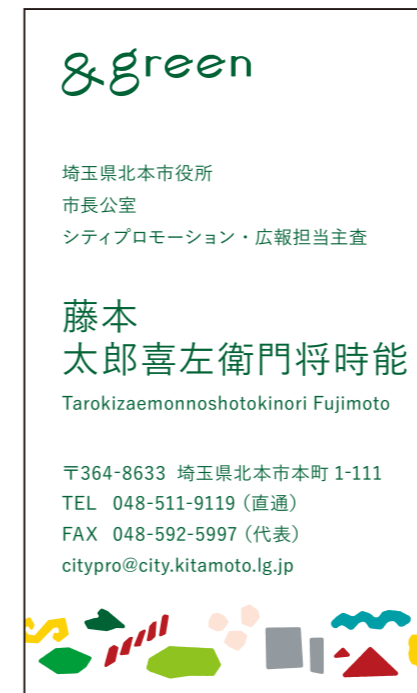 &green
埼玉県北本市役所
市長公室
シティプロモーション・広報担当主査
藤本
太郎喜左衛門将時能
Tarokizaemonnoshotokinori Fujimoto
〒364-8633 埼玉県北本市本町 1-111
TEL 048-511-9119（直通）
FAX 048-592-5997（代表）
citypro@city.kitamoto.lg.jp